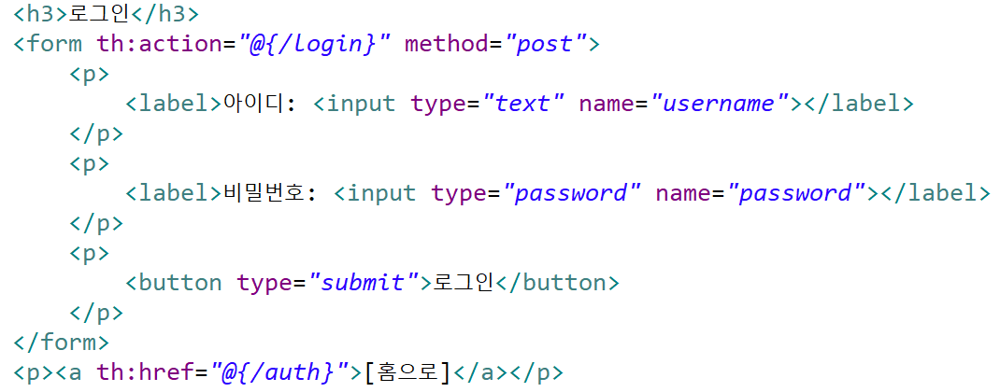 <h3>로그인</h3>
<form th:action="@{/login}" method="post">
    <p>
        <label>아이디: <input type="text" name="username"></label>
    </p>
    <p>
        <label>비밀번호: <input type="password" name="password"></label>
    </p>
    <p>
        <button type="submit">로그인</button>
    </p>
</form>
<p><a th:href="@{/auth}">[홈으로]</a></p>